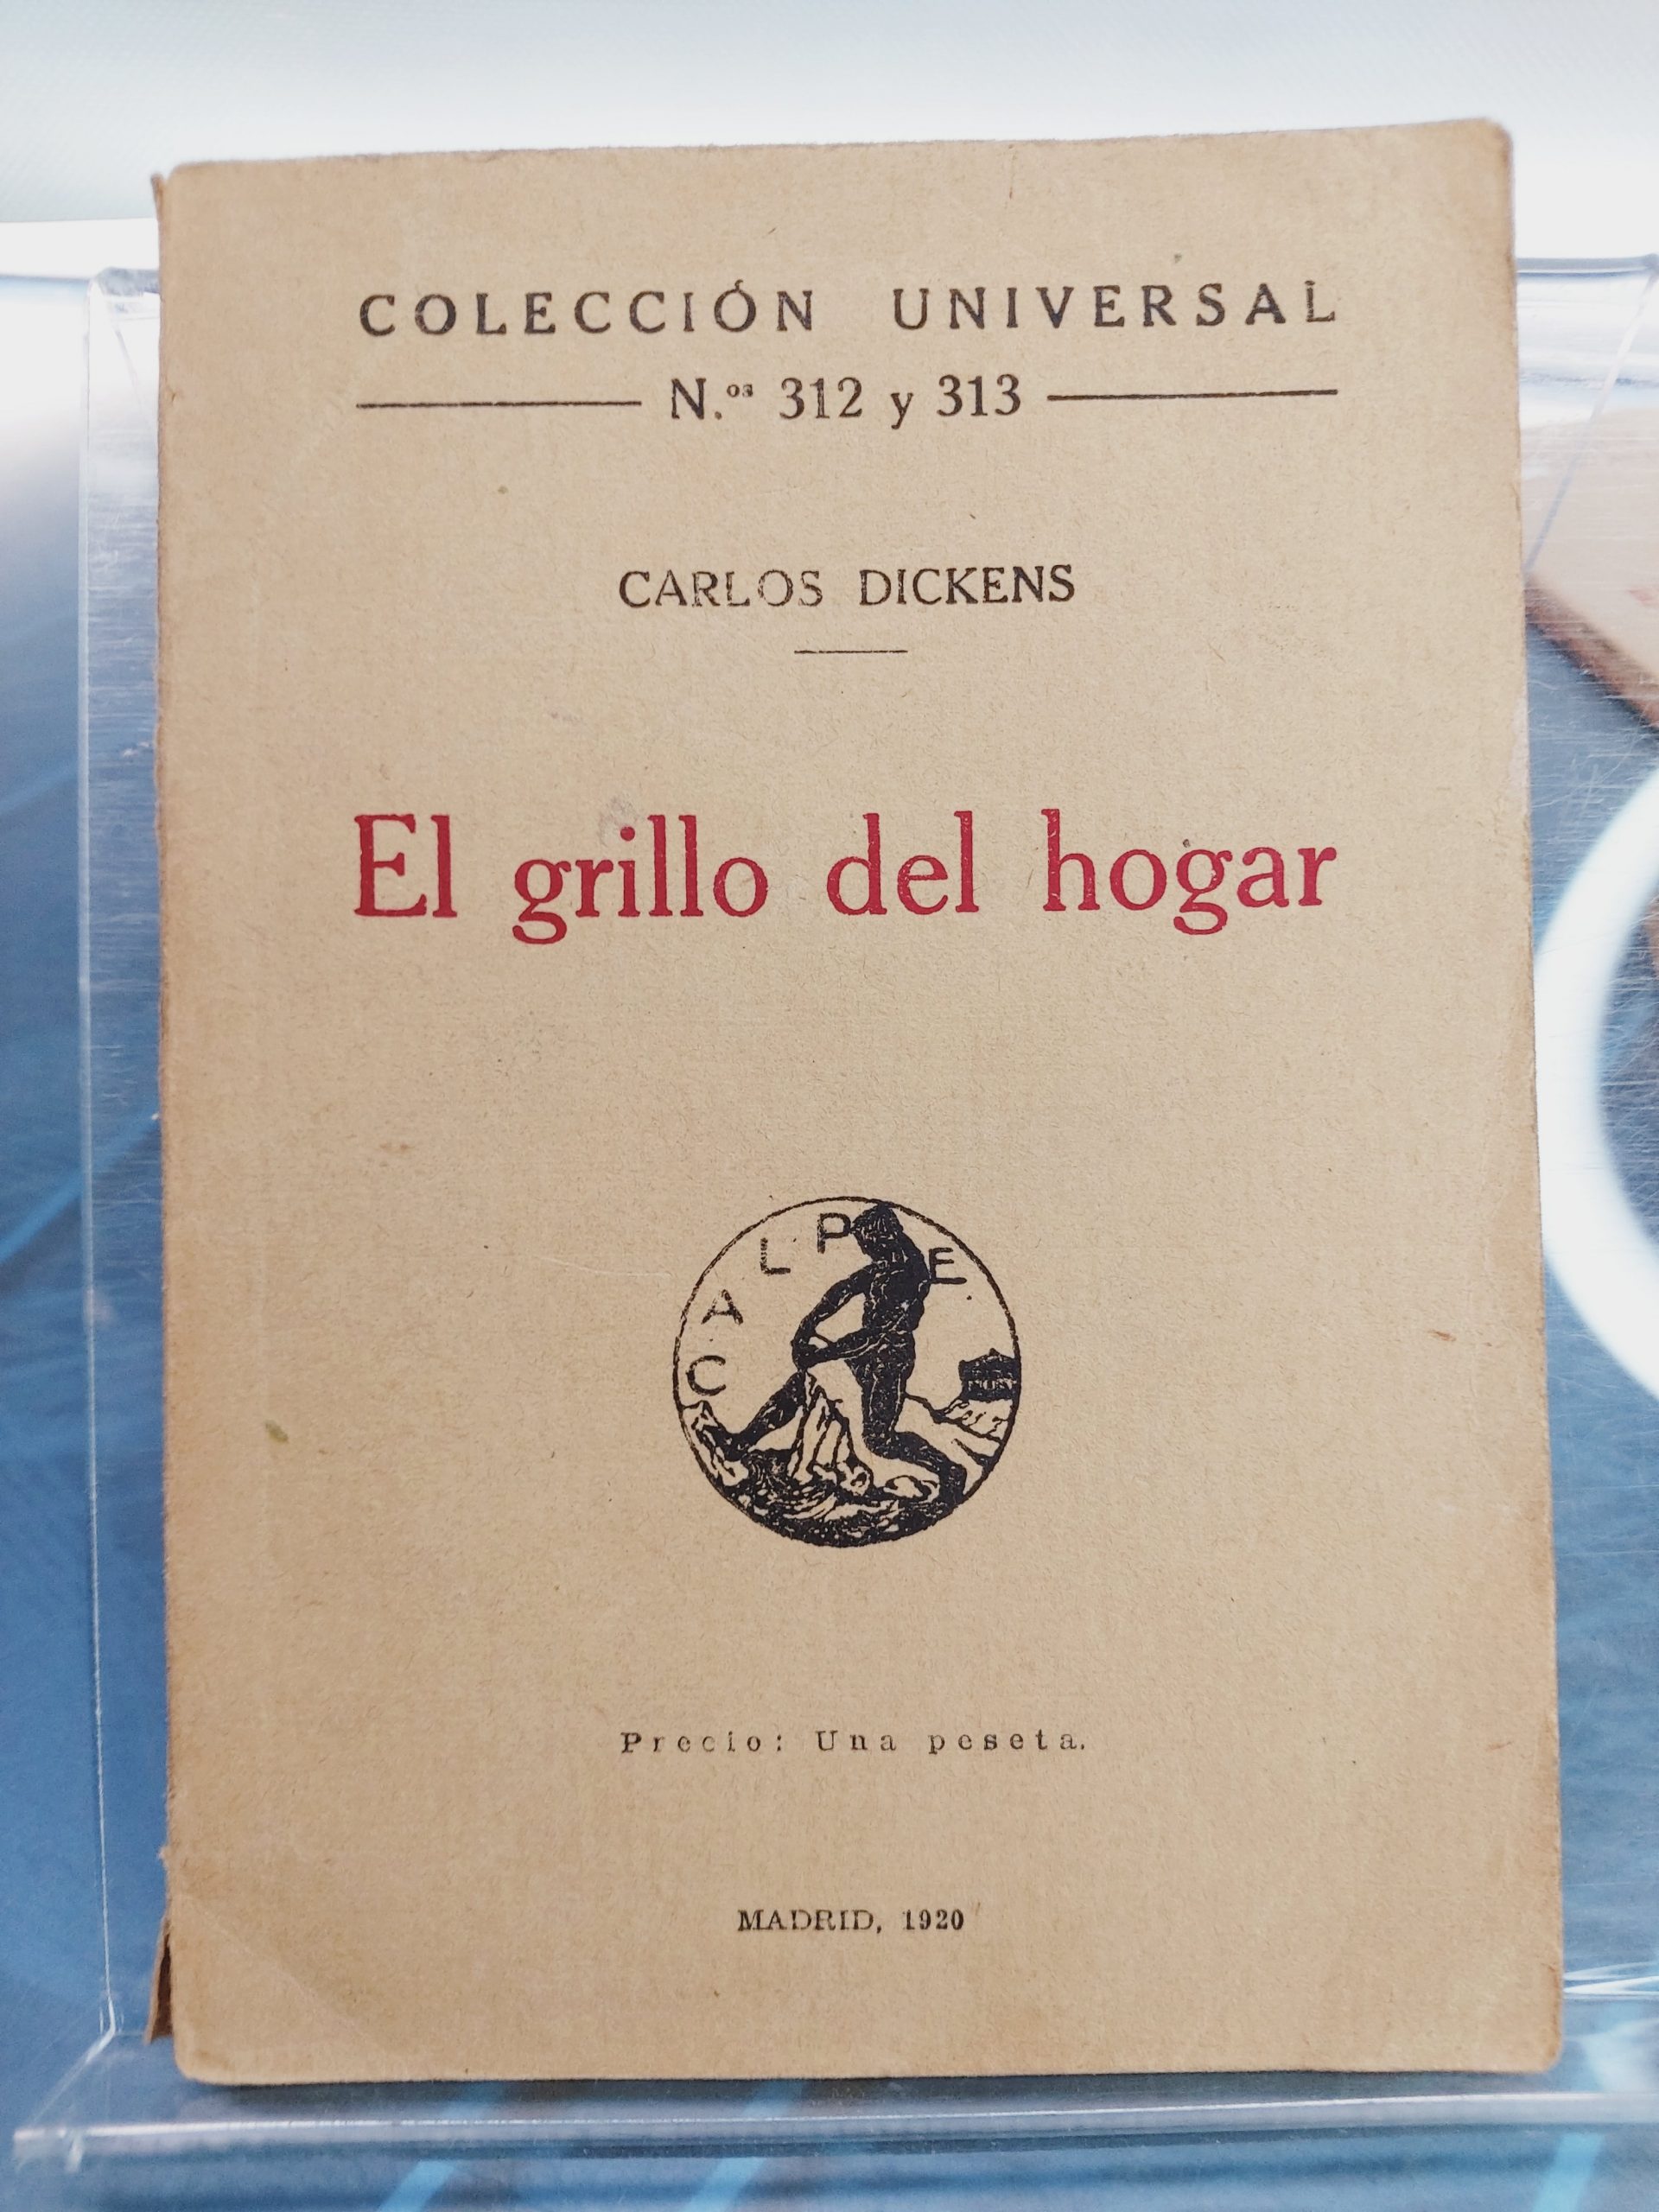 COLECCIÓN UNIVERSAL
N.os 312 y 313
CARLOS DICKENS
El grillo del hogar
CALPE
Precio: Una peseta.
MADRID, 1920